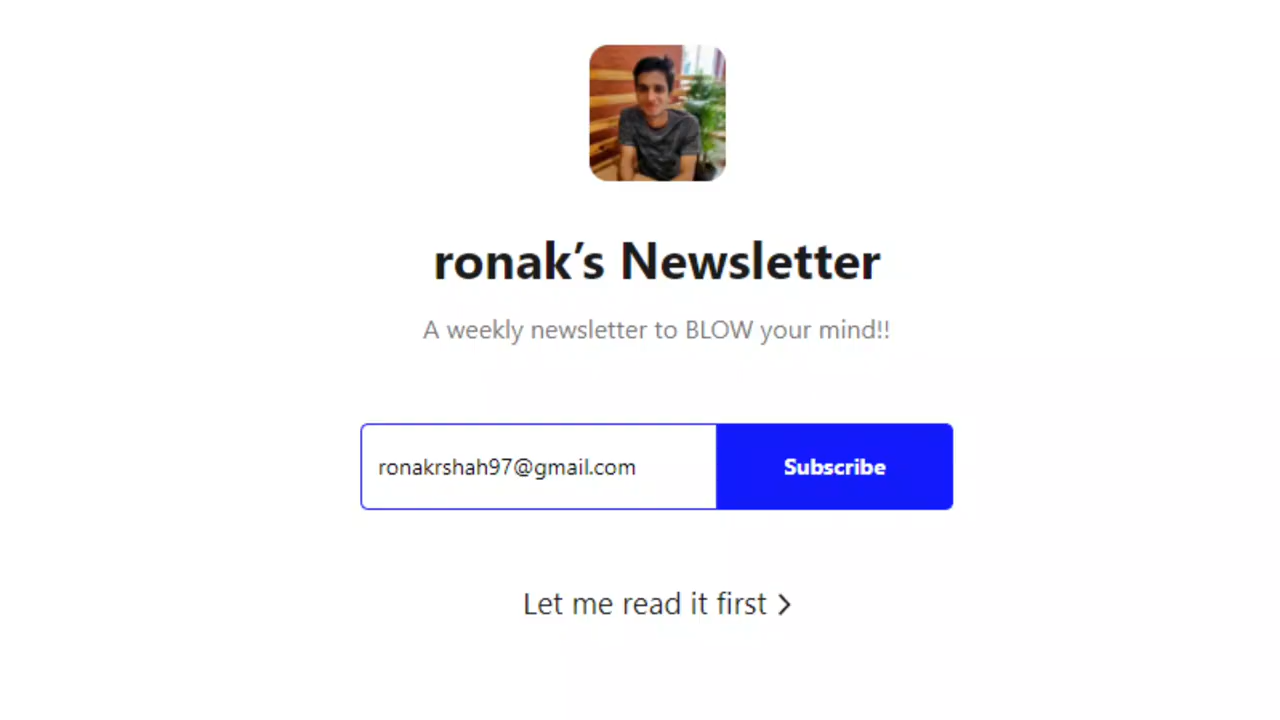 ronak’s Newsletter
A weekly newsletter to BLOW your mind!!
ronakrshah97@gmail.com
Subscribe
Let me read it first >